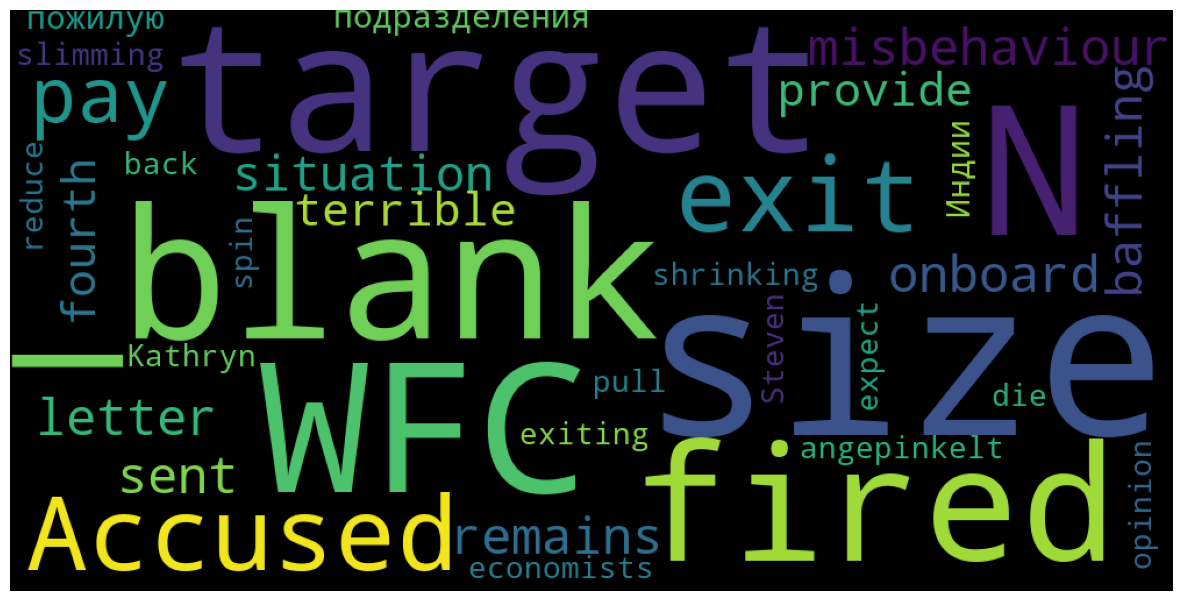 пожилую
подразделения
target
misbehaviour
slimming
pay
provide
N
baffling
Индии
back
situation
exit
reduce
fourth
terrible
_blank
spin
shrinking
onboard
size
Kathryn
WFC
pull
Steven
expect
die
letter
exiting
angepinkelt
fired
opinion
sent
Accused
remains
economists